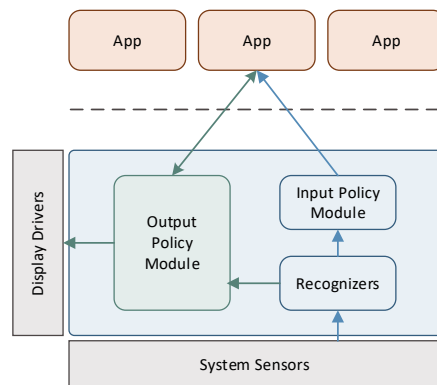 App
App
App
Display Drivers
Output
Policy
Module
Input Policy
Module
Recognizers
System Sensors